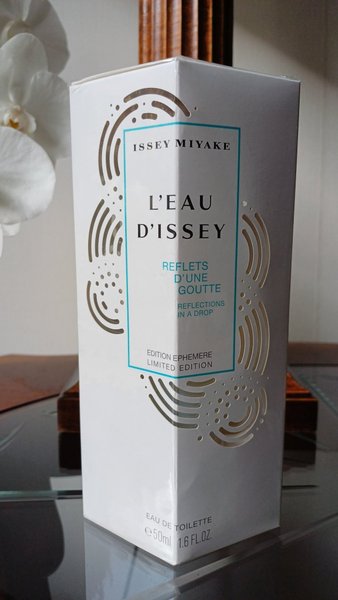 ISSEY MIYAKE
L'EAU
D'ISSEY
REFLETS
D'UNE
GOUTTE
REFLECTIONS
IN A DROP
EDITION EPHEMERE
LIMITED EDITION
EAU DE TOILETTE
℮50ml 1.6 FL.OZ.